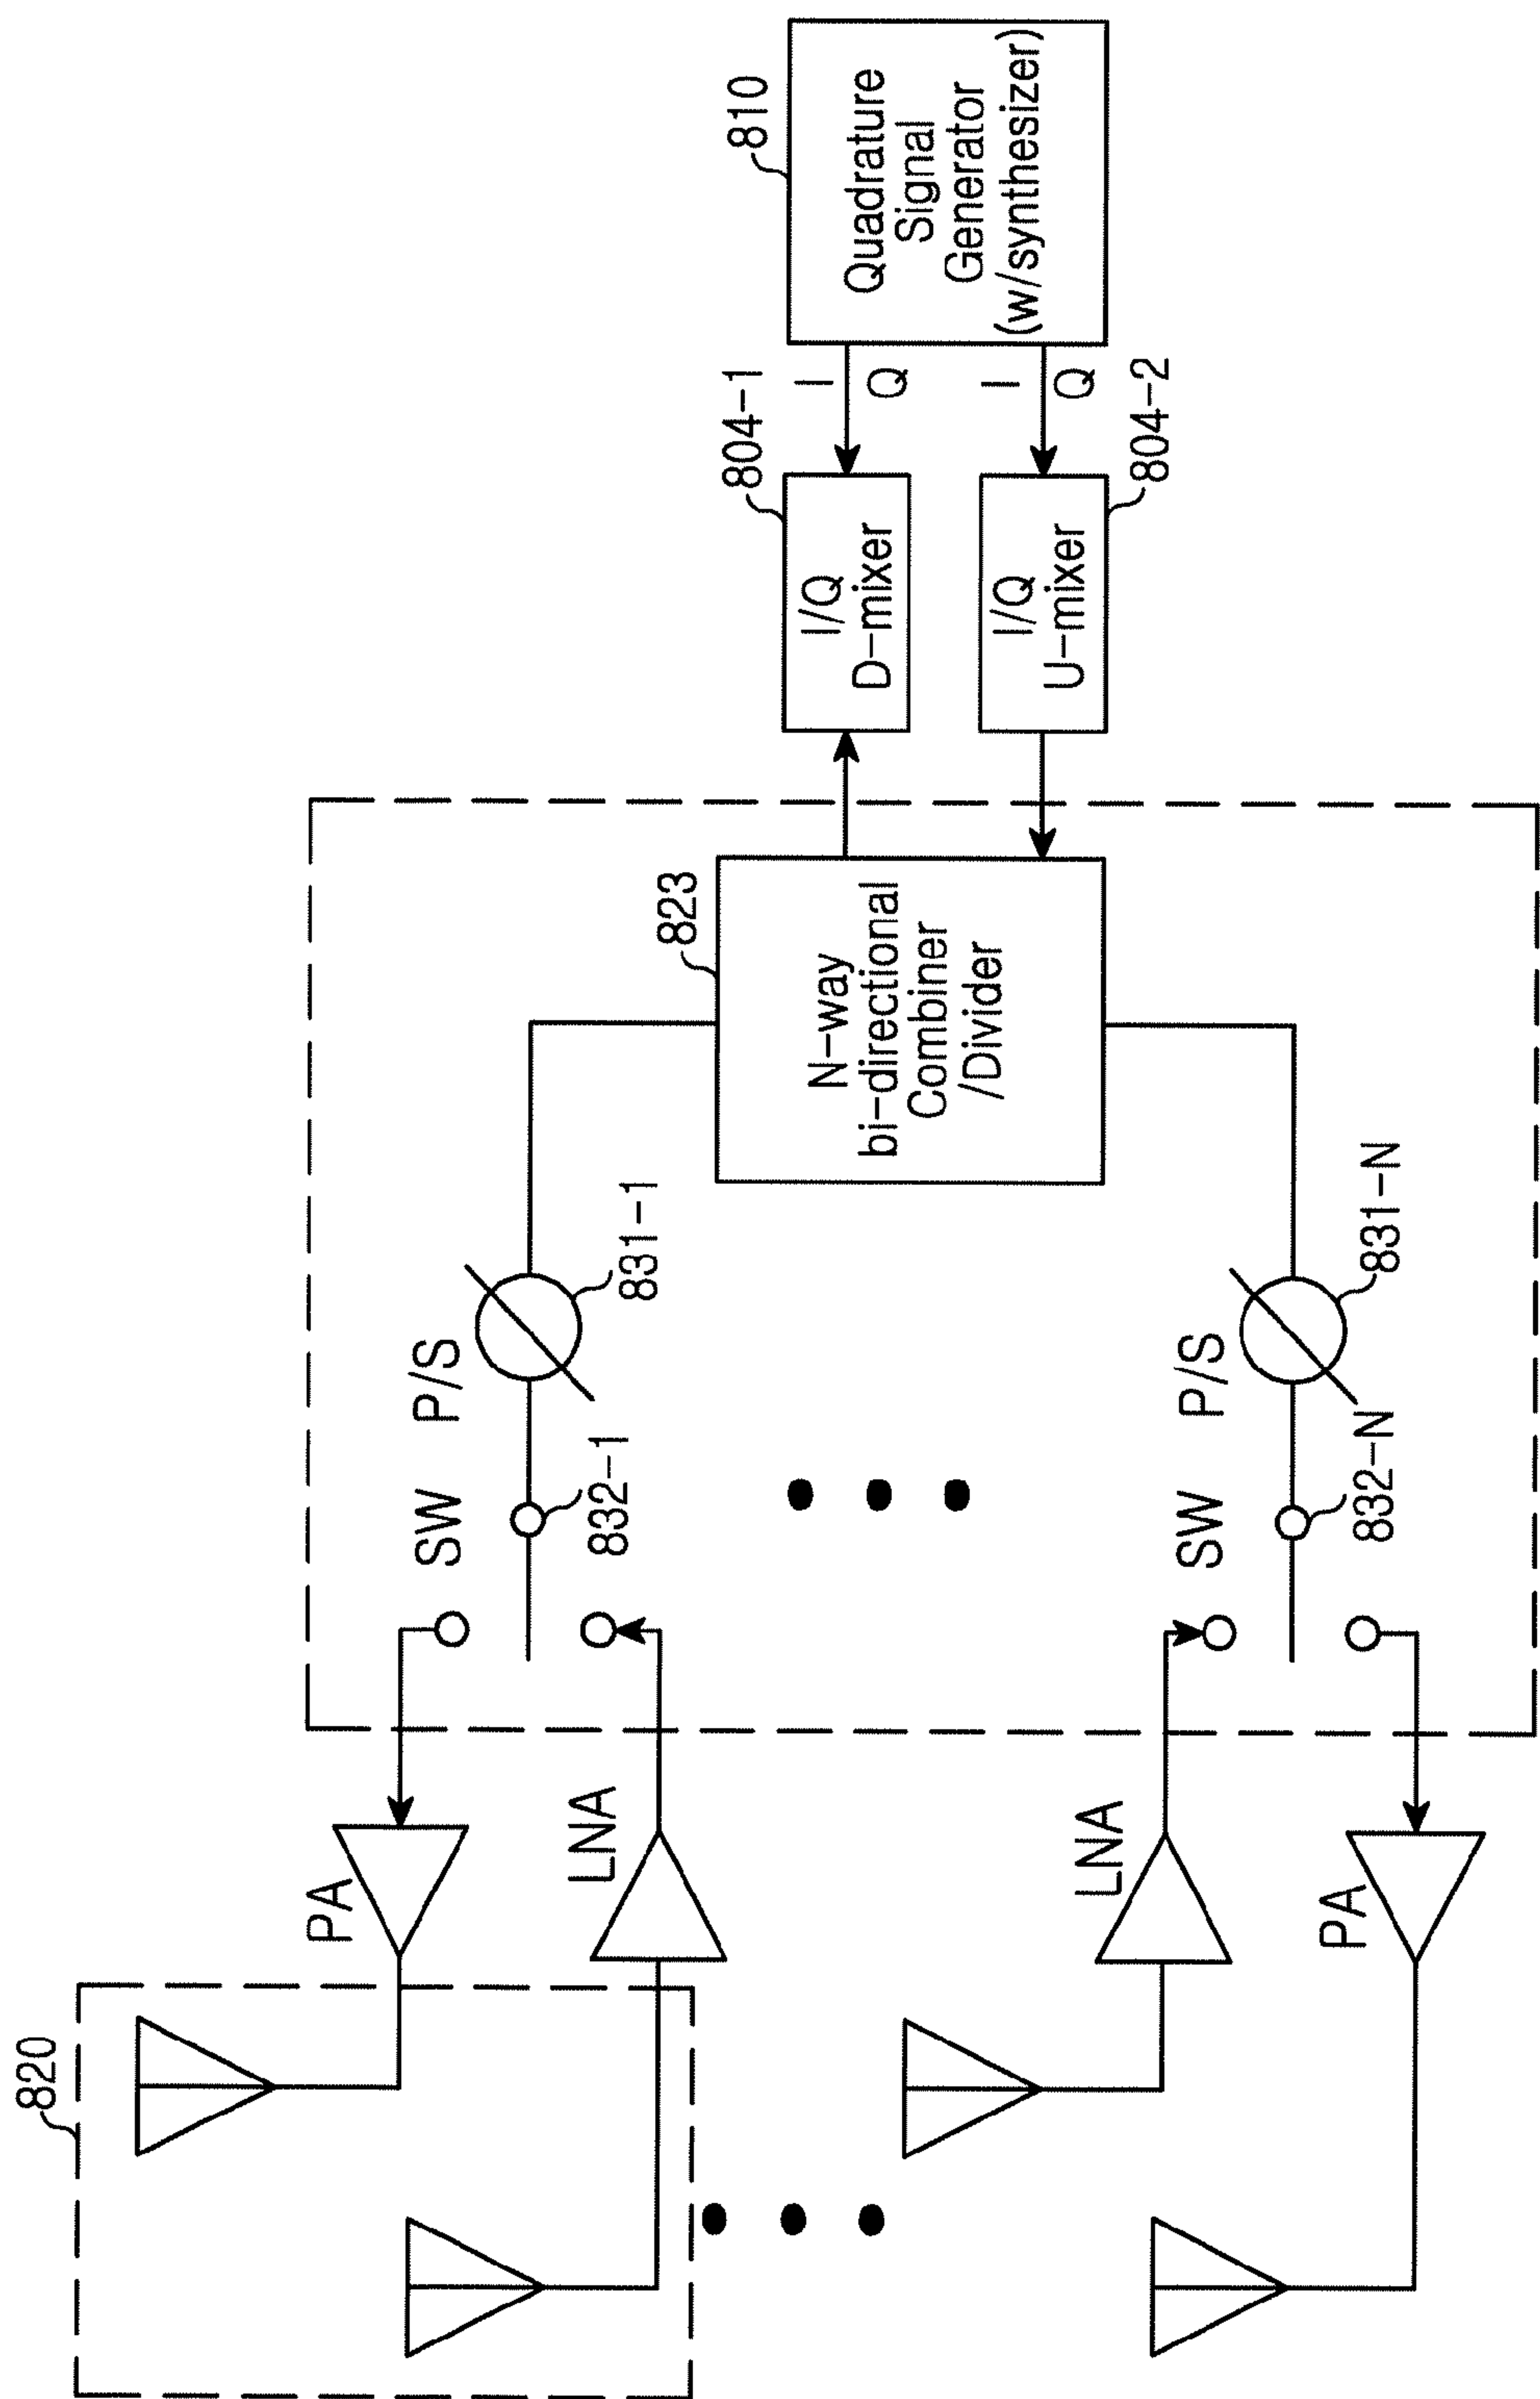 820
PA
LNA
LNA
PA
SW
832-1
SW
832-N
P/S
831-1
P/S
831-N
823
N-way
bi-directional
Combiner
/Divider
804-1
I/Q
D-mixer
I/Q
U-mixer
804-2
I
Q
I
Q
810
Quadrature
Signal
Generator
(w/synthesizer)